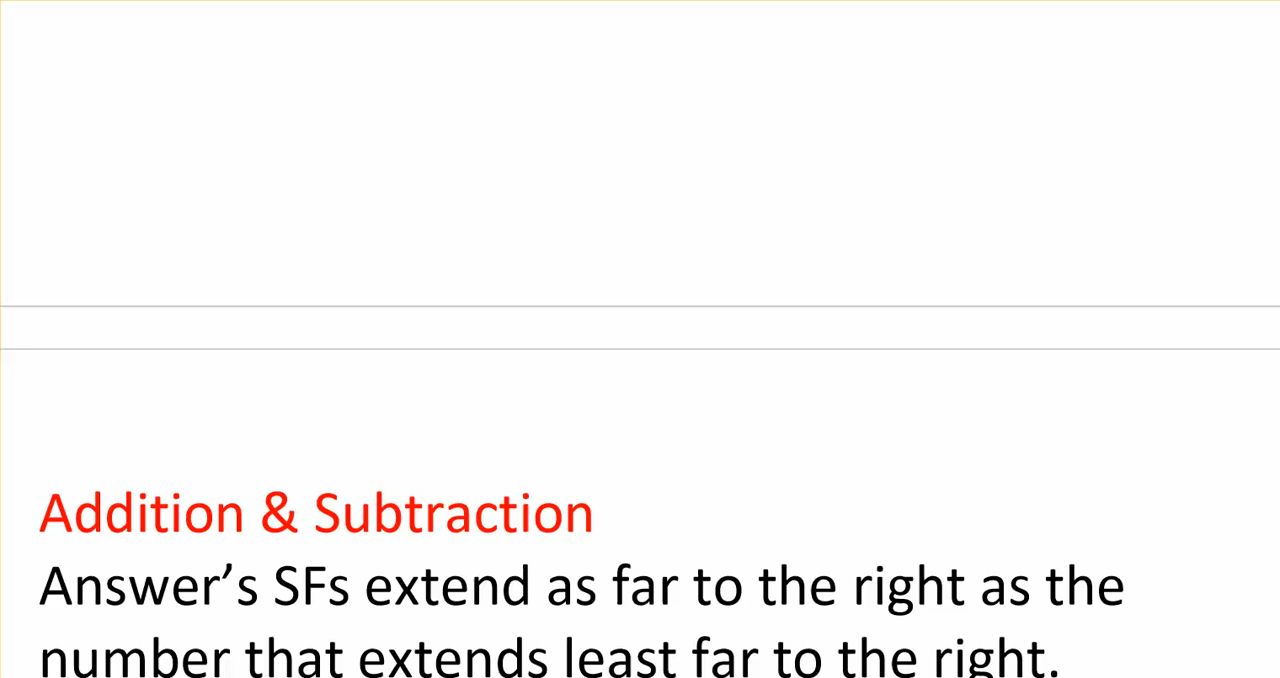 Addition & Subtraction
Answer’s SFs extend as far to the right as the
number that extends least far to the right.